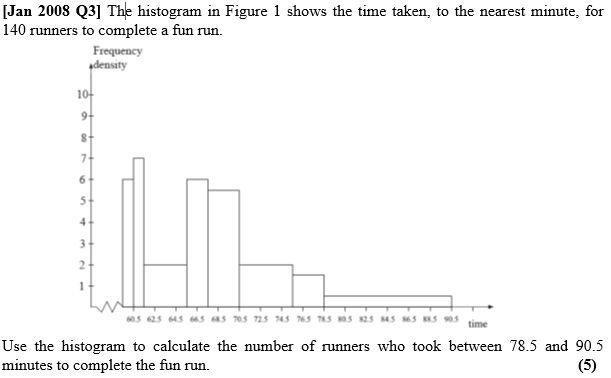 [Jan 2008 Q3] The histogram in Figure 1 shows the time taken, to the nearest minute, for
140 runners to complete a fun run.
Frequency
density
10
9
8
7
6
5
4
3
2
1
60.5 62.5 64.5 66.5 68.5 70.5 72.5 74.5 76.5 78.5 80.5 82.5 84.5 86.5 88.5 90.5
time
Use the histogram to calculate the number of runners who took between 78.5 and 90.5
minutes to complete the fun run. (5)